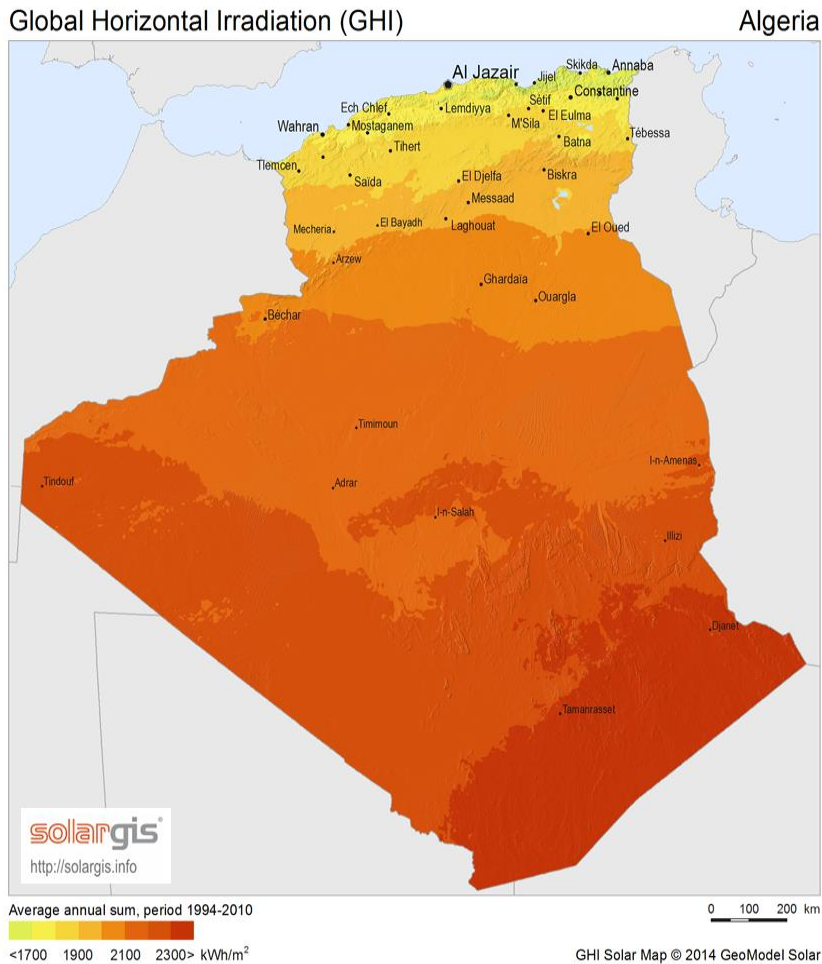 Global Horizontal Irradiation (GHI)
Algeria
Al Jazair
Jijel
Skikda
Annaba
Constantine
Ech Chlef
Lemdiyya
Sétif
El Eulma
M'Sila
Wahran
Mostaganem
Tihert
Batna
Tébessa
Tlemcen
Saïda
El Djelfa
Biskra
Messaad
Mecheria
El Bayadh
Laghouat
El Oued
Arzew
Ghardaïa
Ouargla
Béchar
Timimoun
I-n-Amenas
Tindouf
Adrar
I-n-Salah
Illizi
Djanet
Tamanrasset
solargis®
http://solargis.info
Average annual sum, period 1994-2010
<1700 1900 2100 2300> kWh/m²
0 100 200 km
GHI Solar Map © 2014 GeoModel Solar